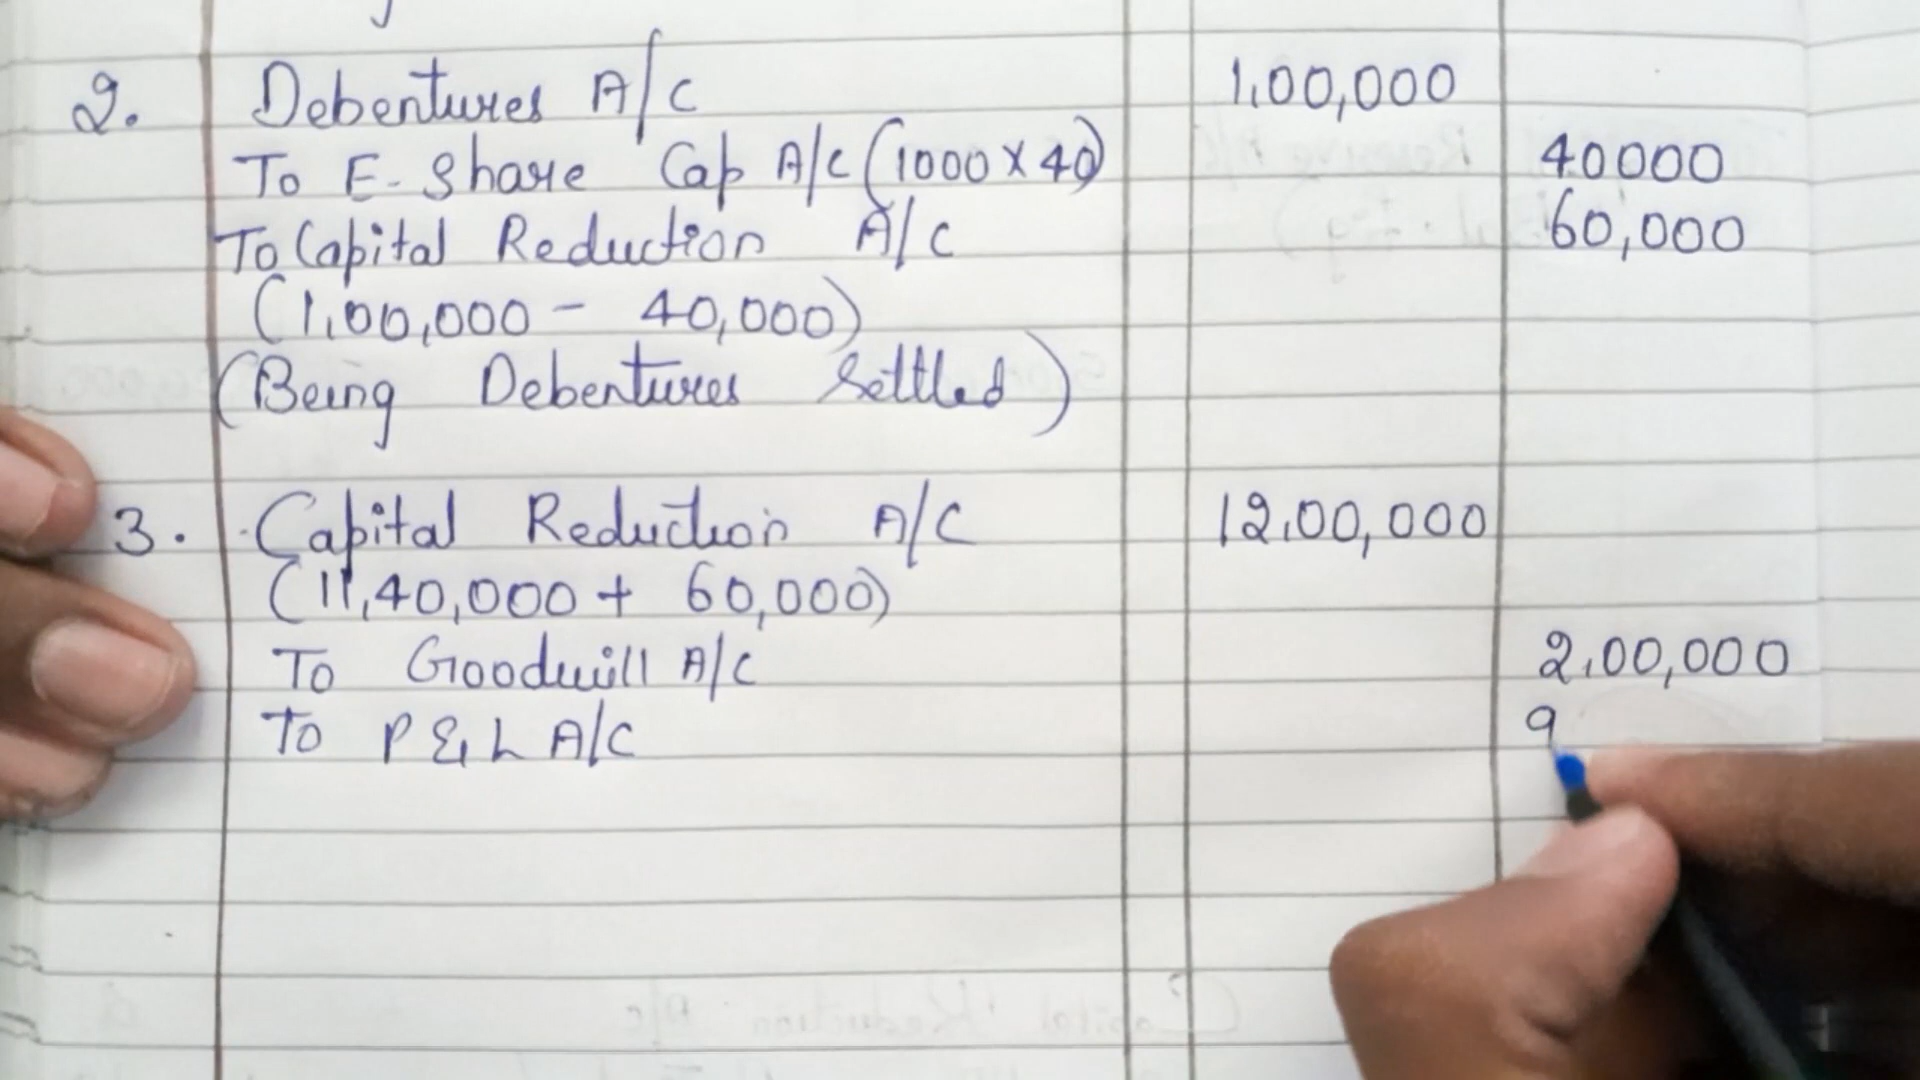 2. Debentures A/C 1,00,000
To E-Share Cap A/C (1000 x 40) 40000
To Capital Reduction A/C 60,000
(1,00,000 - 40,000)
(Being Debentures Settled)
3. Capital Reduction A/C 12,00,000
(11,40,000 + 60,000)
To Goodwill A/C 2,00,000
To P & L A/C 9